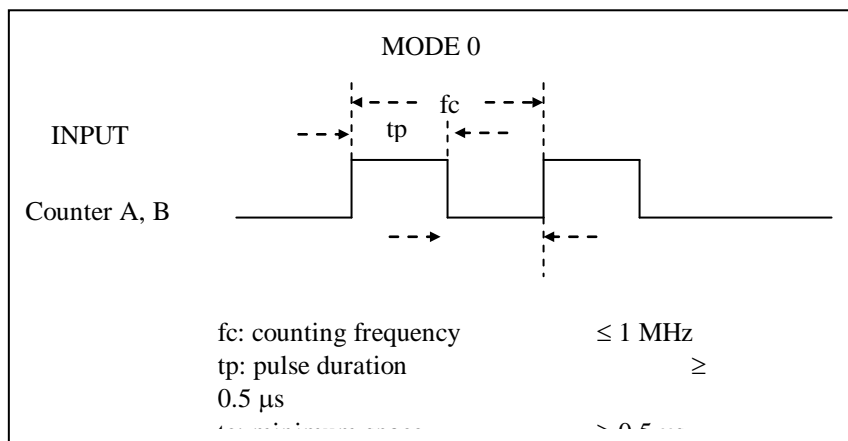 MODE 0
fc
INPUT
tp
Counter A, B
fc: counting frequency ≤ 1 MHz
tp: pulse duration ≥
0.5 μs